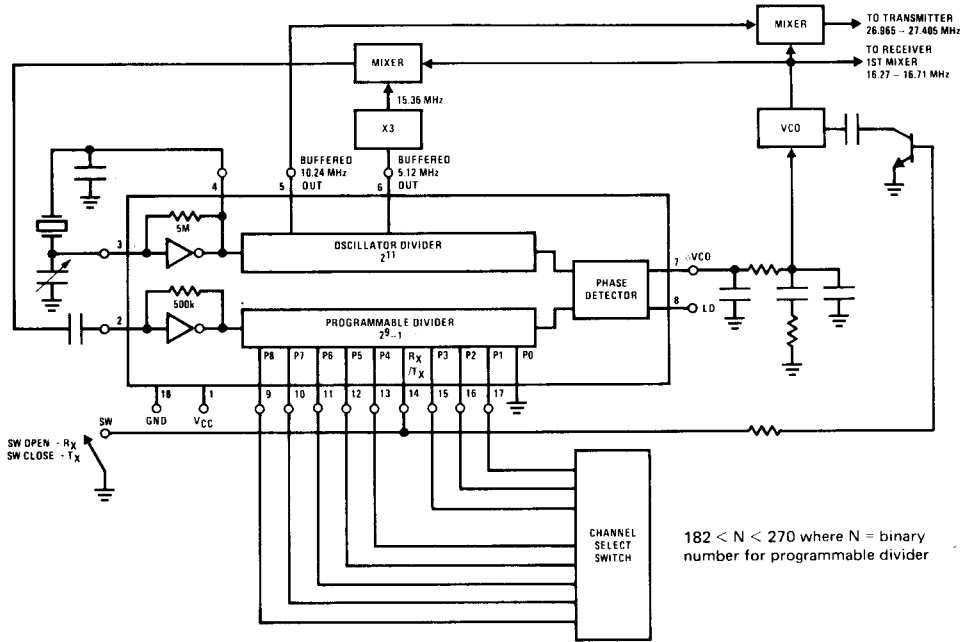 MIXER
TO TRANSMITTER
26.965 – 27.405 MHz
TO RECEIVER
1ST MIXER
16.27 – 16.71 MHz
MIXER
15.36 MHz
X3
VCO
BUFFERED
10.24 MHz
OUT
BUFFERED
5.12 MHz
OUT
4
5
6
5M
3
OSCILLATOR DIVIDER
2^11
PHASE
DETECTOR
7
VCO
8
LD
500k
2
PROGRAMMABLE DIVIDER
2^9–1
P8 P7 P6 P5 P4 RX P3 P2 P1 P0
/TX
18 1 9 10 11 12 13 14 15 16 17
GND VCC
SW
SW OPEN - RX
SW CLOSE - TX
CHANNEL
SELECT
SWITCH
182 < N < 270 where N = binary
number for programmable divider